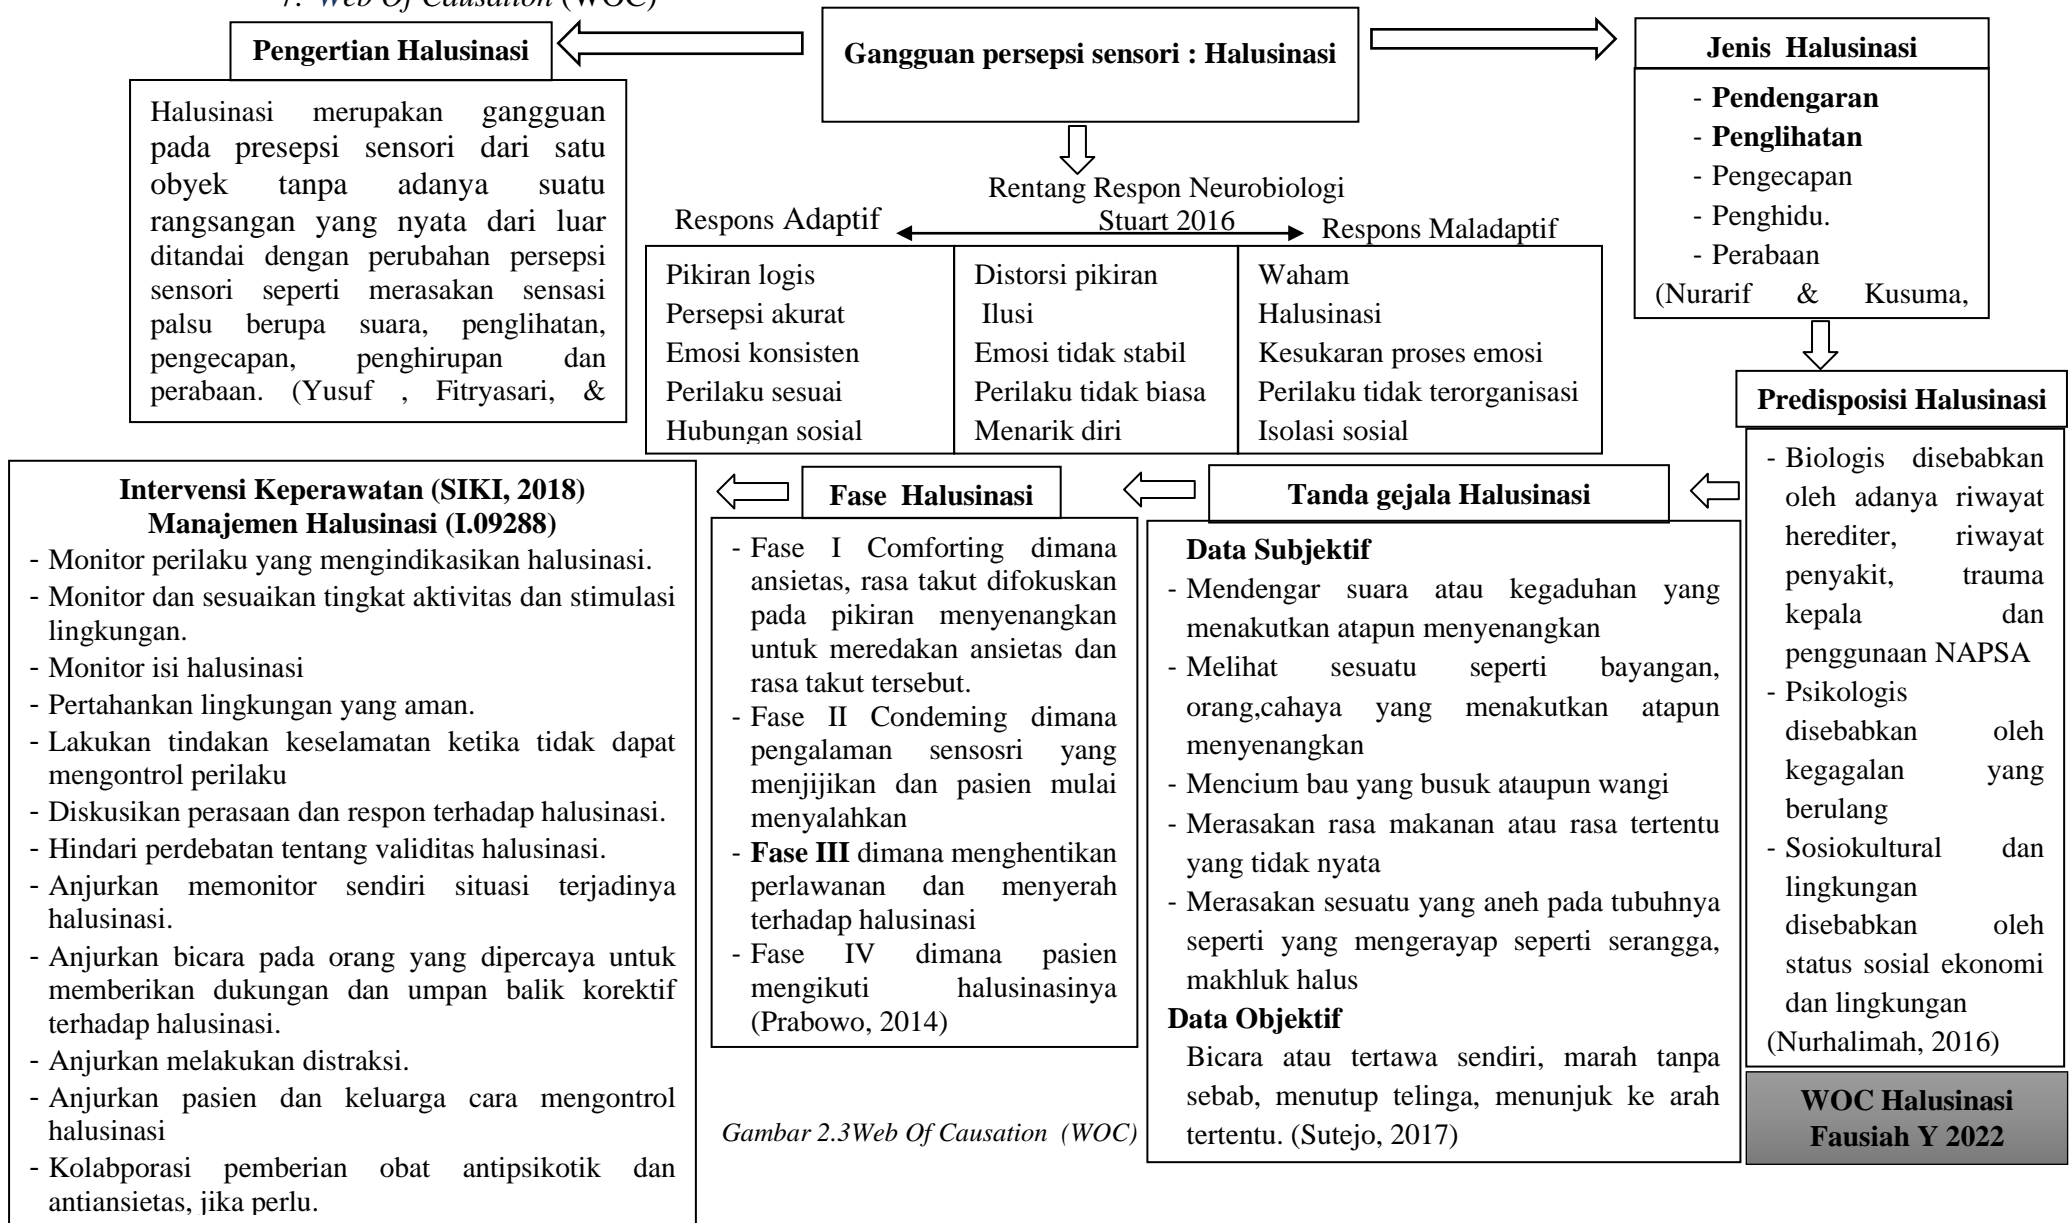 7. Web Of Causation (WOC)
Pengertian Halusinasi
Gangguan persepsi sensori : Halusinasi
Jenis Halusinasi
Halusinasi merupakan gangguan
pada presepsi sensori dari satu
obyek tanpa adanya suatu
rangsangan yang nyata dari luar
ditandai dengan perubahan persepsi
sensori seperti merasakan sensasi
palsu berupa suara, penglihatan,
pengecapan, penghirupan dan
perabaan. (Yusuf , Fitryasari, &
- Pendengaran
- Penglihatan
- Pengecapan
- Penghidu.
- Perabaan
(Nurarif & Kusuma,
Rentang Respon Neurobiologi
Stuart 2016
Respons Adaptif
Respons Maladaptif
Pikiran logis
Persepsi akurat
Emosi konsisten
Perilaku sesuai
Hubungan sosial
Distorsi pikiran
Ilusi
Emosi tidak stabil
Perilaku tidak biasa
Menarik diri
Waham
Halusinasi
Kesukaran proses emosi
Perilaku tidak terorganisasi
Isolasi sosial
Predisposisi Halusinasi
- Biologis disebabkan
oleh adanya riwayat
herediter, riwayat
penyakit, trauma
kepala dan
penggunaan NAPSA
- Psikologis
disebabkan oleh
kegagalan yang
berulang
- Sosiokultural dan
lingkungan
disebabkan oleh
status sosial ekonomi
dan lingkungan
(Nurhalimah, 2016)
Tanda gejala Halusinasi
Data Subjektif
- Mendengar suara atau kegaduhan yang
menakutkan atapun menyenangkan
- Melihat sesuatu seperti bayangan,
orang,cahaya yang menakutkan atapun
menyenangkan
- Mencium bau yang busuk ataupun wangi
- Merasakan rasa makanan atau rasa tertentu
yang tidak nyata
- Merasakan sesuatu yang aneh pada tubuhnya
seperti yang mengerayap seperti serangga,
makhluk halus
Data Objektif
Bicara atau tertawa sendiri, marah tanpa
sebab, menutup telinga, menunjuk ke arah
tertentu. (Sutejo, 2017)
Fase Halusinasi
- Fase I Comforting dimana
ansietas, rasa takut difokuskan
pada pikiran menyenangkan
untuk meredakan ansietas dan
rasa takut tersebut.
- Fase II Condeming dimana
pengalaman sensosri yang
menjijikan dan pasien mulai
menyalahkan
- Fase III dimana menghentikan
perlawanan dan menyerah
terhadap halusinasi
- Fase IV dimana pasien
mengikuti halusinasinya
(Prabowo, 2014)
Intervensi Keperawatan (SIKI, 2018)
Manajemen Halusinasi (I.09288)
- Monitor perilaku yang mengindikasikan halusinasi.
- Monitor dan sesuaikan tingkat aktivitas dan stimulasi
lingkungan.
- Monitor isi halusinasi
- Pertahankan lingkungan yang aman.
- Lakukan tindakan keselamatan ketika tidak dapat
mengontrol perilaku
- Diskusikan perasaan dan respon terhadap halusinasi.
- Hindari perdebatan tentang validitas halusinasi.
- Anjurkan memonitor sendiri situasi terjadinya
halusinasi.
- Anjurkan bicara pada orang yang dipercaya untuk
memberikan dukungan dan umpan balik korektif
terhadap halusinasi.
- Anjurkan melakukan distraksi.
- Anjurkan pasien dan keluarga cara mengontrol
halusinasi
- Kolabporasi pemberian obat antipsikotik dan
antiansietas, jika perlu.
Gambar 2.3Web Of Causation (WOC)
WOC Halusinasi
Fausiah Y 2022